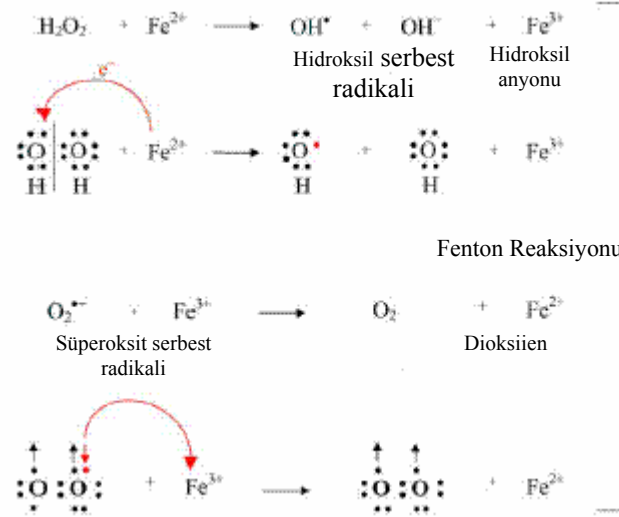 H₂O₂ + Fe²⁺ → OH• + OH⁻ + Fe³⁺
Hidroksil serbest radikali
Hidroksil anyonu
e⁻
O O + Fe²⁺ → O + O + Fe³⁺
H H H H
Fenton Reaksiyonu
O₂•⁻ + Fe³⁺ → O₂ + Fe²⁺
Süperoksit serbest radikali
Dioksiien
O O + Fe³⁺ → O O + Fe²⁺